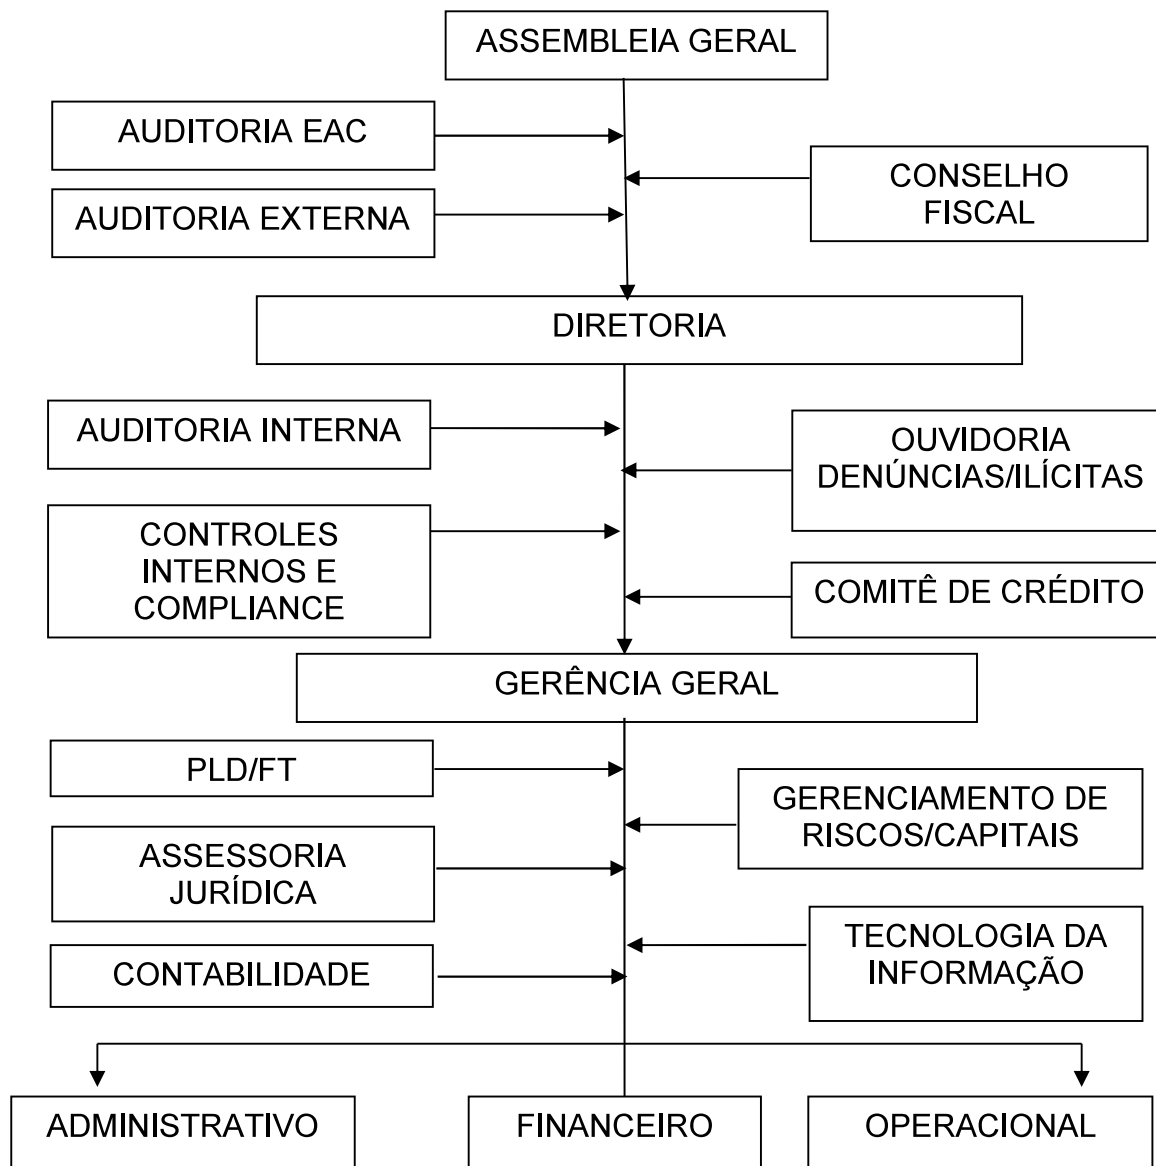 ASSEMBLEIA GERAL
AUDITORIA EAC
CONSELHO
FISCAL
AUDITORIA EXTERNA
DIRETORIA
AUDITORIA INTERNA
OUVIDORIA
DENÚNCIAS/ILÍCITAS
CONTROLES
INTERNOS E
COMPLIANCE
COMITÊ DE CRÉDITO
GERÊNCIA GERAL
PLD/FT
GERENCIAMENTO DE
RISCOS/CAPITAIS
ASSESSORIA
JURÍDICA
TECNOLOGIA DA
INFORMAÇÃO
CONTABILIDADE
ADMINISTRATIVO
FINANCEIRO
OPERACIONAL